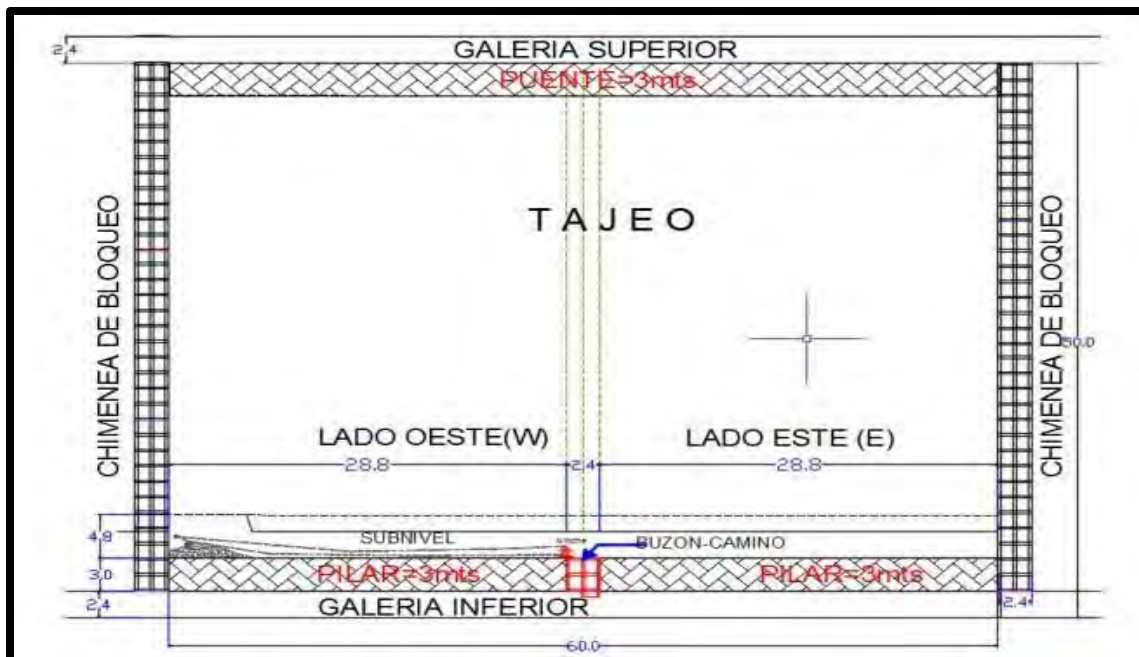 2.4
GALERIA SUPERIOR
PUENTE=3mts
CHIMENEA DE BLOQUEO
TAJEO
CHIMENEA DE BLOQUEO
50.0
LADO OESTE(W)
LADO ESTE (E)
28.8
2.4
28.8
4.8
SUBNIVEL
BUZON-CAMINO
3.0
PILAR=3mts
PILAR=3mts
2.4
GALERIA INFERIOR
2.4
60.0